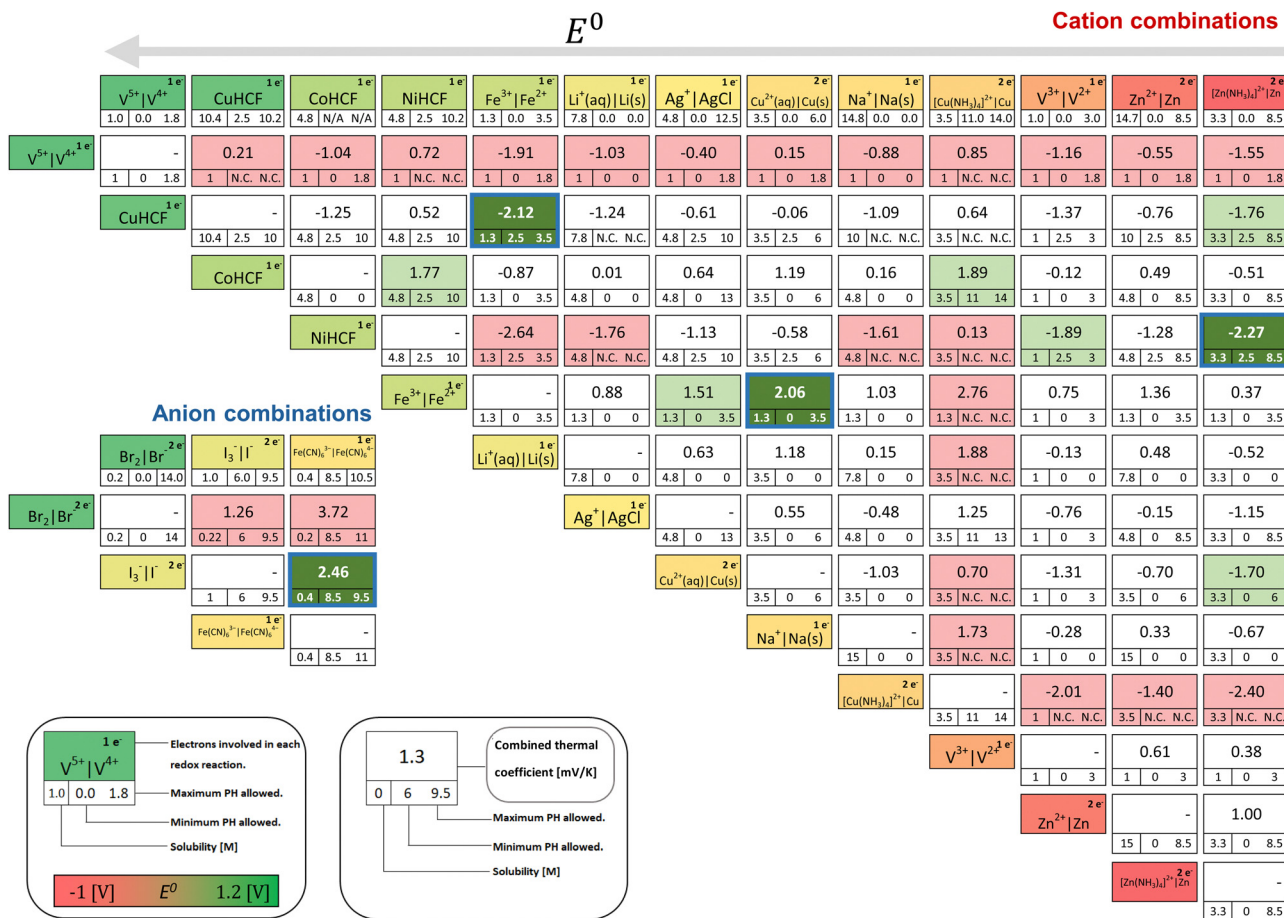 Cation combinations
E⁰
1 e⁻ 1 e⁻ 1 e⁻ 1 e⁻ 1 e⁻ 1 e⁻ 1 e⁻ 2 e⁻ 1 e⁻ 2 e⁻ 1 e⁻ 2 e⁻ 2 e⁻
V⁵⁺|V⁴⁺ CuHCF CoHCF NiHCF Fe³⁺|Fe²⁺ Li⁺(aq)|Li(s) Ag⁺|AgCl Cu²⁺(aq)|Cu(s) Na⁺|Na(s) [Cu(NH₃)₄]²⁺|Cu V³⁺|V²⁺ Zn²⁺|Zn [Zn(NH₃)₄]²⁺|Zn
1.0 0.0 1.8 10.4 2.5 10.2 4.8 N/A N/A 4.8 2.5 10.2 1.3 0.0 3.5 7.8 0.0 0.0 4.8 0.0 12.5 3.5 0.0 6.0 14.8 0.0 0.0 3.5 11.0 14.0 1.0 0.0 3.0 14.7 0.0 8.5 3.3 0.0 8.5
V⁵⁺|V⁴⁺ 1 e⁻ - 0.21 -1.04 0.72 -1.91 -1.03 -0.40 0.15 -0.88 0.85 -1.16 -0.55 -1.55
1 0 1.8 1 N.C. N.C. 1 0 1.8 1 N.C. N.C. 1 0 1.8 1 0 0 1 0 1.8 1 0 1.8 1 0 0 1 N.C. N.C. 1 0 1.8 1 0 1.8 1 0 1.8
CuHCF 1 e⁻ - -1.25 0.52 -2.12 -1.24 -0.61 -0.06 -1.09 0.64 -1.37 -0.76 -1.76
10.4 2.5 10 4.8 2.5 10 4.8 2.5 10 1.3 2.5 3.5 7.8 N.C. N.C. 4.8 2.5 10 3.5 2.5 6 10 N.C. N.C. 3.5 N.C. N.C. 1 2.5 3 10 2.5 8.5 3.3 2.5 8.5
CoHCF 1 e⁻ - 1.77 -0.87 0.01 0.64 1.19 0.16 1.89 -0.12 0.49 -0.51
4.8 0 0 4.8 2.5 10 1.3 0 3.5 4.8 0 0 4.8 0 13 3.5 0 6 4.8 0 0 3.5 11 14 1 0 3 4.8 0 8.5 3.3 0 8.5
NiHCF 1 e⁻ - -2.64 -1.76 -1.13 -0.58 -1.61 0.13 -1.89 -1.28 -2.27
4.8 2.5 10 1.3 2.5 3.5 4.8 N.C. N.C. 4.8 2.5 10 3.5 2.5 6 4.8 N.C. N.C. 3.5 N.C. N.C. 1 2.5 3 4.8 2.5 8.5 3.3 2.5 8.5
Fe³⁺|Fe²⁺ 1 e⁻ - 0.88 1.51 2.06 1.03 2.76 0.75 1.36 0.37
1.3 0 3.5 1.3 0 0 1.3 0 3.5 1.3 0 3.5 1.3 0 0 1.3 N.C. N.C. 1 0 3 1.3 0 3.5 1.3 0 3.5
Anion combinations
2 e⁻ 2 e⁻ 1 e⁻
Br₂|Br⁻ I₃⁻|I⁻ Fe(CN)₆³⁻|Fe(CN)₆⁴⁻
0.2 0.0 14.0 1.0 6.0 9.5 0.4 8.5 10.5
Li⁺(aq)|Li(s) 1 e⁻ - 0.63 1.18 0.15 1.88 -0.13 0.48 -0.52
7.8 0 0 4.8 0 0 3.5 0 0 7.8 0 0 3.5 N.C. N.C. 1 0 0 7.8 0 0 3.3 0 0
Br₂|Br⁻ 2 e⁻ - 1.26 3.72
0.2 0 14 0.22 6 9.5 0.2 8.5 11
Ag⁺|AgCl 1 e⁻ - 0.55 -0.48 1.25 -0.76 -0.15 -1.15
4.8 0 13 3.5 0 6 4.8 0 0 3.5 11 13 1 0 3 4.8 0 8.5 3.3 0 8.5
I₃⁻|I⁻ 2 e⁻ - 2.46
1 6 9.5 0.4 8.5 9.5
Cu²⁺(aq)|Cu(s) 2 e⁻ - -1.03 0.70 -1.31 -0.70 -1.70
3.5 0 6 3.5 0 0 3.5 N.C. N.C. 1 0 3 3.5 0 6 3.3 0 6
Fe(CN)₆³⁻|Fe(CN)₆⁴⁻ 1 e⁻ -
0.4 8.5 11
Na⁺|Na(s) 1 e⁻ - 1.73 -0.28 0.33 -0.67
15 0 0 3.5 N.C. N.C. 1 0 0 15 0 0 3.3 0 0
[Cu(NH₃)₄]²⁺|Cu 2 e⁻ - -2.01 -1.40 -2.40
3.5 11 14 1 N.C. N.C. 3.5 N.C. N.C. 3.3 N.C. N.C.
V³⁺|V²⁺ 1 e⁻ - 0.61 0.38
1 0 3 1 0 3 1 0 3
Zn²⁺|Zn 2 e⁻ - 1.00
15 0 8.5 3.3 0 8.5
[Zn(NH₃)₄]²⁺|Zn 2 e⁻ -
3.3 0 8.5
1 e⁻
V⁵⁺|V⁴⁺
1.0 0.0 1.8
Electrons involved in each
redox reaction.
Maximum PH allowed.
Minimum PH allowed.
Solubility [M]
-1 [V] E⁰ 1.2 [V]
1.3
0 6 9.5
Combined thermal
coefficient [mV/K]
Maximum PH allowed.
Minimum PH allowed.
Solubility [M]